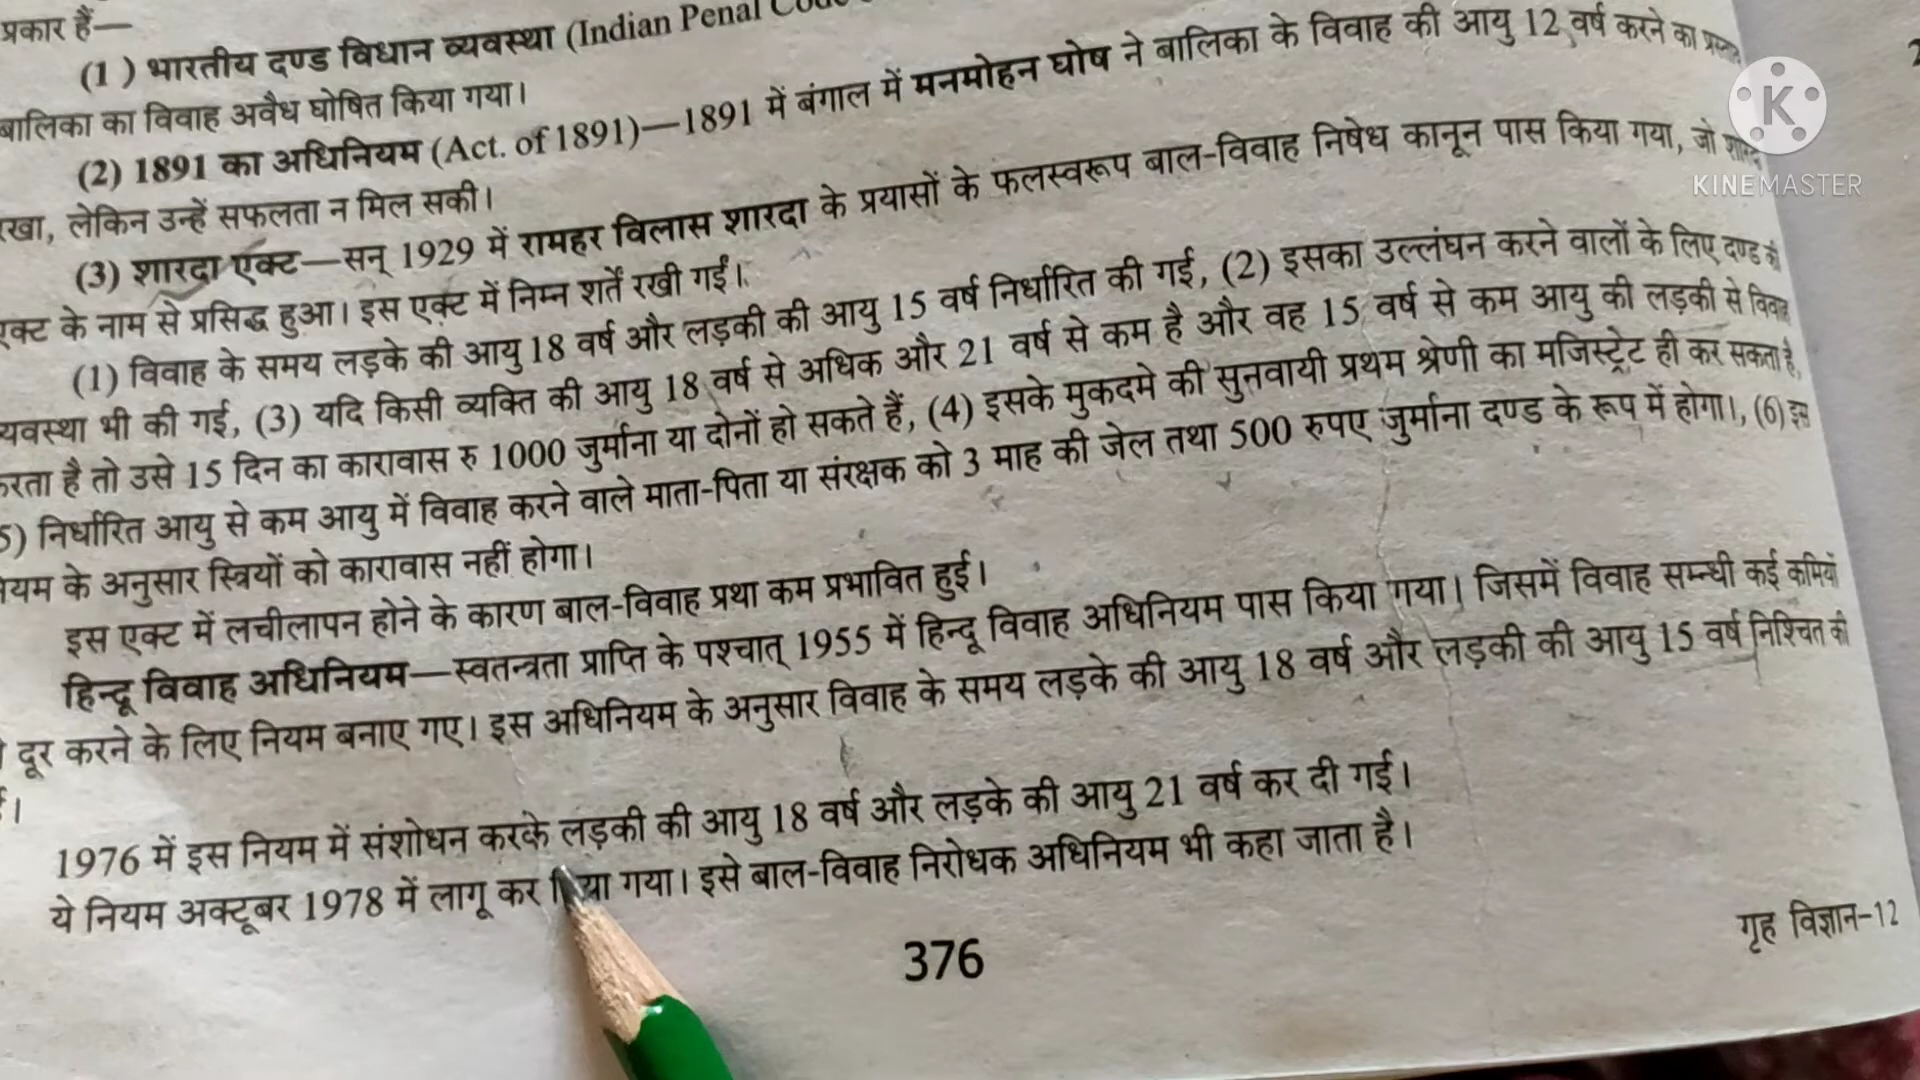 प्रकार हैं—
(1) भारतीय दण्ड विधान व्यवस्था (Indian Penal
बालिका का विवाह अवैध घोषित किया गया।
(2) 1891 का अधिनियम (Act. of 1891)—1891 में बंगाल में मनमोहन घोष ने बालिका के विवाह की आयु 12 वर्ष करने का
रखा, लेकिन उन्हें सफलता न मिल सकी।
(3) शारदा एक्ट—सन् 1929 में रामहर विलास शारदा के प्रयासों के फलस्वरूप बाल-विवाह निषेध कानून पास किया गया, जो
एक्ट के नाम से प्रसिद्ध हुआ। इस एक्ट में निम्न शर्तें रखी गईं।
(1) विवाह के समय लड़के की आयु 18 वर्ष और लड़की की आयु 15 वर्ष निर्धारित की गई, (2) इसका उल्लंघन करने वालों के लिए दण्ड की
व्यवस्था भी की गई, (3) यदि किसी व्यक्ति की आयु 18 वर्ष से अधिक और 21 वर्ष से कम है और वह 15 वर्ष से कम आयु की लड़की से विवाह
करता है तो उसे 15 दिन का कारावास रु 1000 जुर्माना या दोनों हो सकते हैं, (4) इसके मुकदमे की सुनवायी प्रथम श्रेणी का मजिस्ट्रेट ही कर सकता है,
5) निर्धारित आयु से कम आयु में विवाह करने वाले माता-पिता या संरक्षक को 3 माह की जेल तथा 500 रुपए जुर्माना दण्ड के रूप में होगा।, (6) इस
नियम के अनुसार स्त्रियों को कारावास नहीं होगा।
इस एक्ट में लचीलापन होने के कारण बाल-विवाह प्रथा कम प्रभावित हुई।
हिन्दू विवाह अधिनियम—स्वतन्त्रता प्राप्ति के पश्चात् 1955 में हिन्दू विवाह अधिनियम पास किया गया। जिसमें विवाह सम्न्धी कई कमियों
दूर करने के लिए नियम बनाए गए। इस अधिनियम के अनुसार विवाह के समय लड़के की आयु 18 वर्ष और लड़की की आयु 15 वर्ष निश्चित की
1976 में इस नियम में संशोधन करके लड़की की आयु 18 वर्ष और लड़के की आयु 21 वर्ष कर दी गई।
ये नियम अक्टूबर 1978 में लागू कर दिया गया। इसे बाल-विवाह निरोधक अधिनियम भी कहा जाता है।
376
गृह विज्ञान-12
K
KINEMASTER